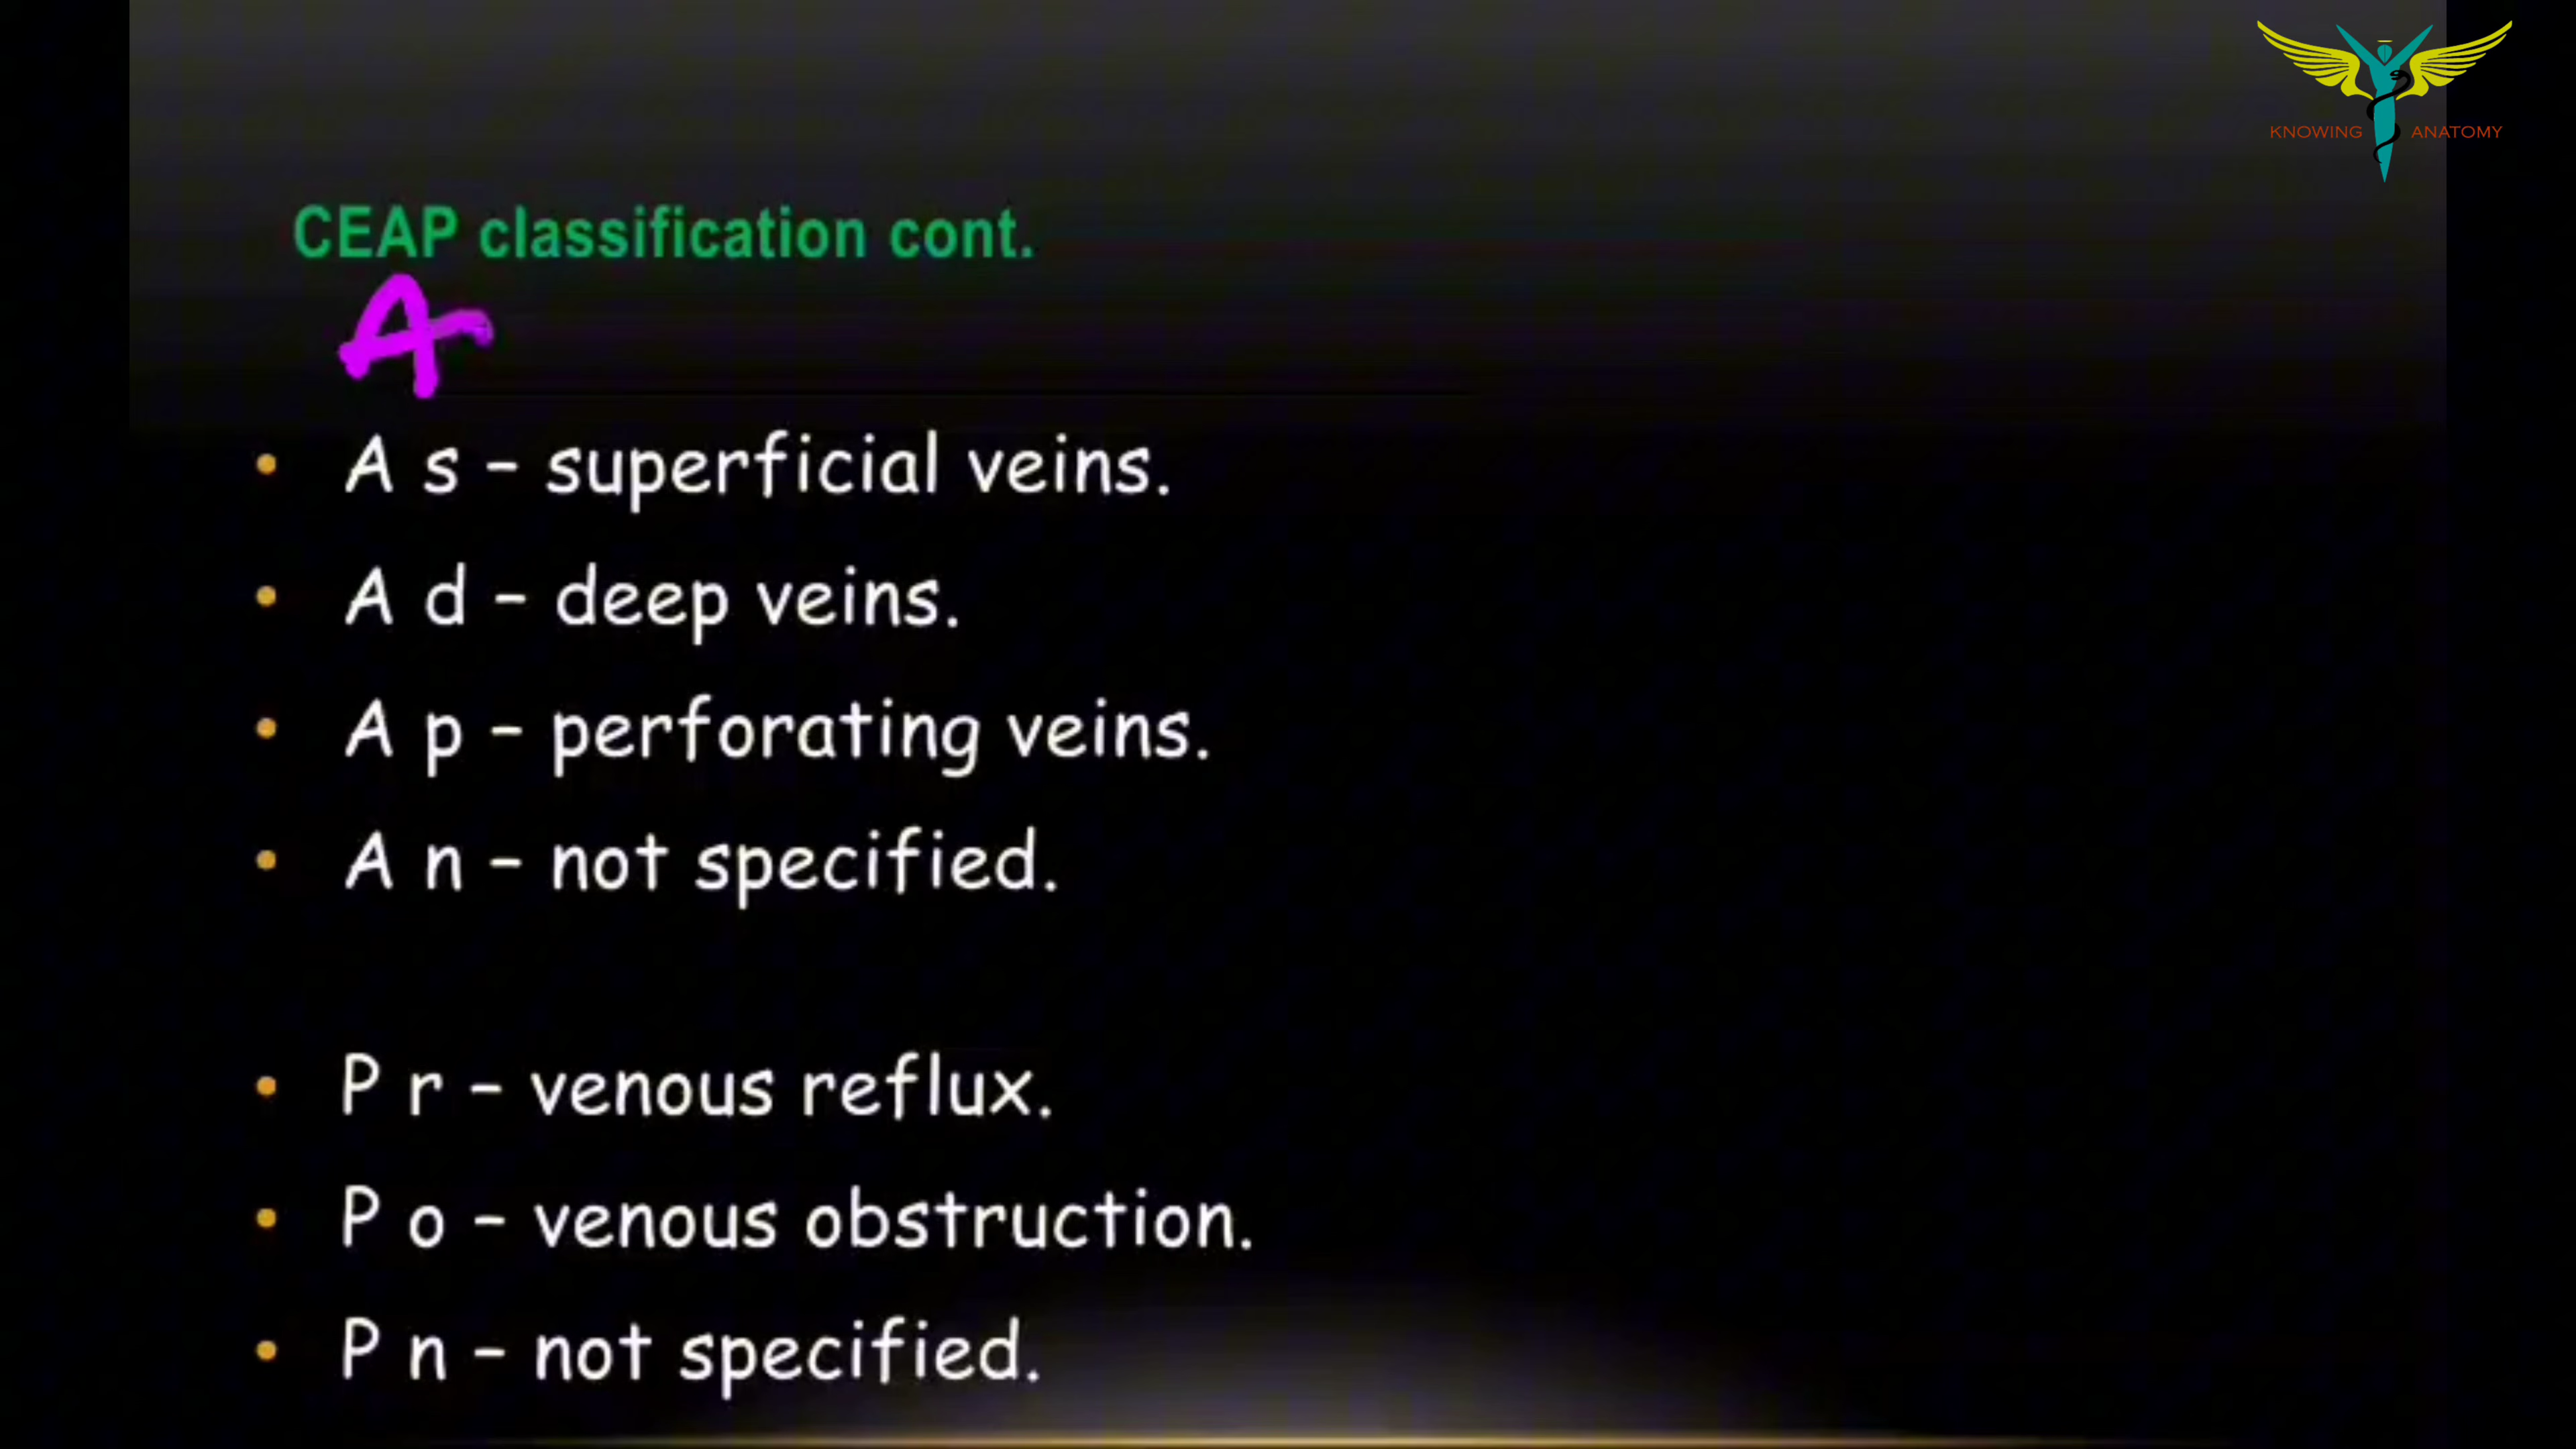 KNOWING ANATOMY
CEAP classification cont.
A
• A s – superficial veins.
• A d – deep veins.
• A p – perforating veins.
• A n – not specified.
• P r – venous reflux.
• P o – venous obstruction.
• P n – not specified.